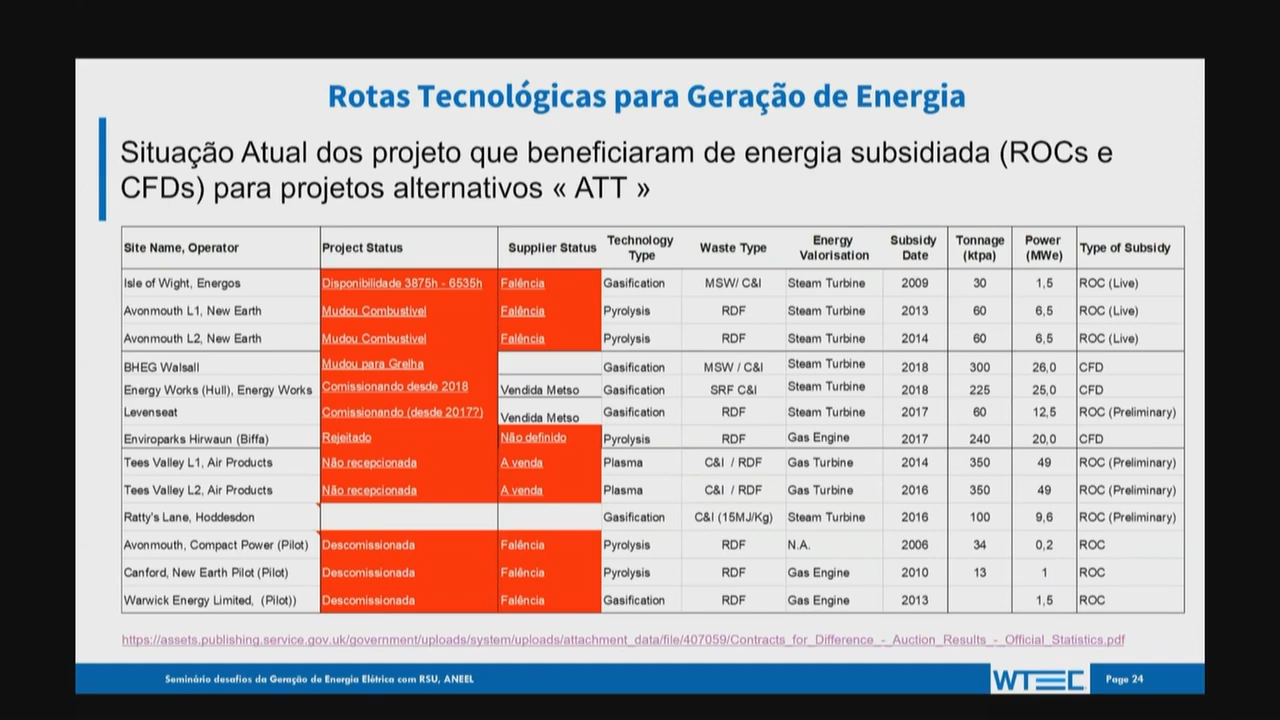 Rotas Tecnológicas para Geração de Energia
Situação Atual dos projeto que beneficiaram de energia subsidiada (ROCs e
CFDs) para projetos alternativos « ATT »
Site Name, Operator Project Status Supplier Status Technology Type Waste Type Energy Valorisation Subsidy Date Tonnage (ktpa) Power (MWe) Type of Subsidy
Isle of Wight, Energos Disponibilidade 3875h - 6535h Falência Gasification MSW/ C&I Steam Turbine 2009 30 1,5 ROC (Live)
Avonmouth L1, New Earth Mudou Combustivel Falência Pyrolysis RDF Steam Turbine 2013 60 6,5 ROC (Live)
Avonmouth L2, New Earth Mudou Combustivel Falência Pyrolysis RDF Steam Turbine 2014 60 6,5 ROC (Live)
BHEG Walsall Mudou para Grelha Gasification MSW / C&I Steam Turbine 2018 300 26,0 CFD
Energy Works (Hull), Energy Works Comissionando desde 2018 Vendida Metso Gasification SRF C&I Steam Turbine 2018 225 25,0 CFD
Levenseat Comissionando (desde 2017?) Vendida Metso Gasification RDF Steam Turbine 2017 60 12,5 ROC (Preliminary)
Enviroparks Hirwaun (Biffa) Rejeitado Não definido Pyrolysis RDF Gas Engine 2017 240 20,0 CFD
Tees Valley L1, Air Products Não recepcionada A venda Plasma C&I / RDF Gas Turbine 2014 350 49 ROC (Preliminary)
Tees Valley L2, Air Products Não recepcionada A venda Plasma C&I / RDF Gas Turbine 2016 350 49 ROC (Preliminary)
Ratty's Lane, Hoddesdon Gasification C&I (15MJ/Kg) Steam Turbine 2016 100 9,6 ROC (Preliminary)
Avonmouth, Compact Power (Pilot) Descomissionada Falência Pyrolysis RDF N.A. 2006 34 0,2 ROC
Canford, New Earth Pilot (Pilot) Descomissionada Falência Pyrolysis RDF Gas Engine 2010 13 1 ROC
Warwick Energy Limited, (Pilot)) Descomissionada Falência Gasification RDF Gas Engine 2013 1,5 ROC
https://assets.publishing.service.gov.uk/government/uploads/system/uploads/attachment_data/file/407059/Contracts_for_Difference_-_Auction_Results_-_Official_Statistics.pdf
Seminário desafios da Geração de Energia Elétrica com RSU, ANEEL WTEC Page 24